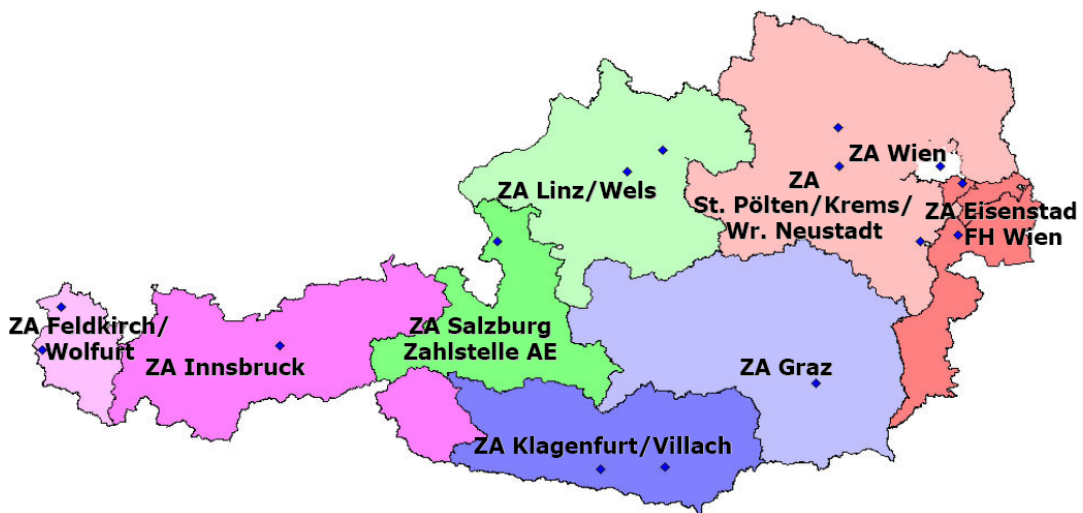 ZA Wien
ZA Linz/Wels
ZA
St. Pölten/Krems/
Wr. Neustadt
ZA Eisenstad
FH Wien
ZA Feldkirch/
Wolfurt
ZA Innsbruck
ZA Salzburg
Zahlstelle AE
ZA Graz
ZA Klagenfurt/Villach